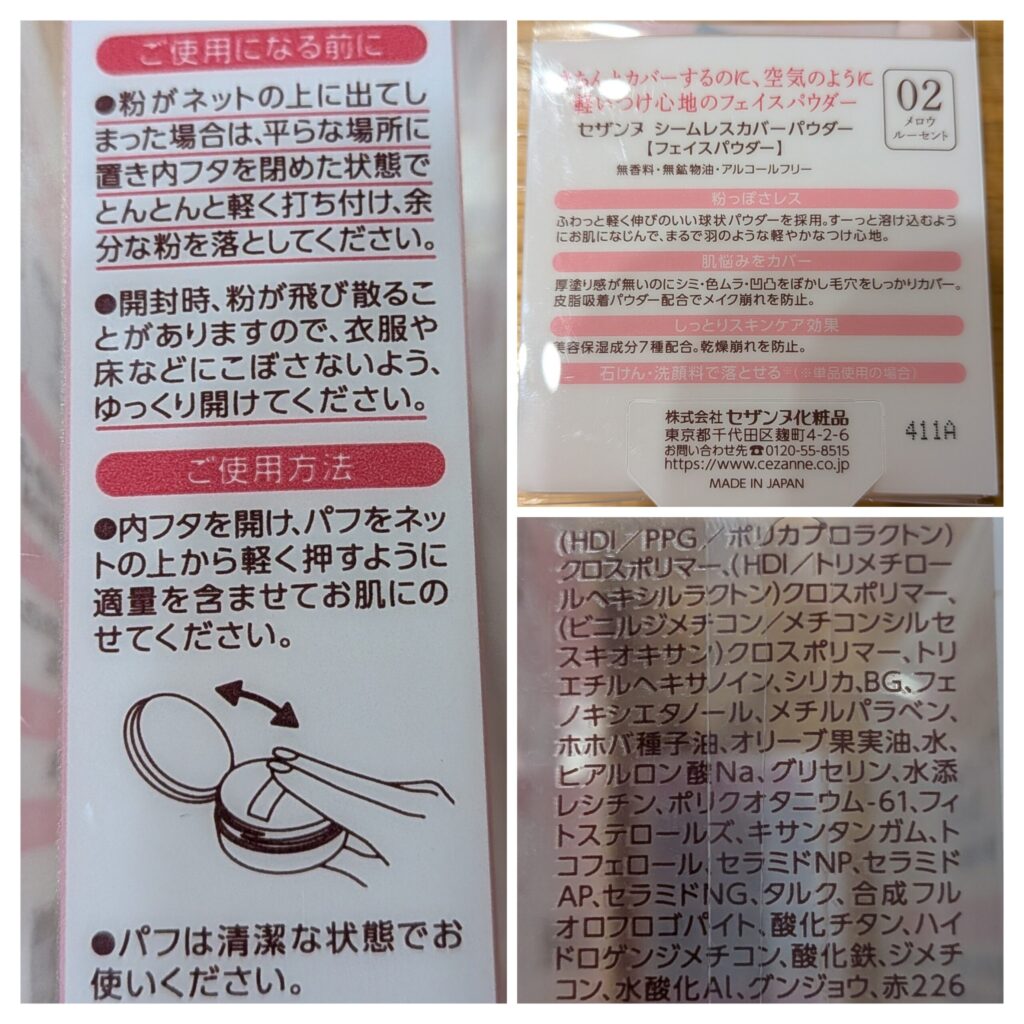 ご使用になる前に
●粉がネットの上に出てし
まった場合は、平らな場所に
置き内フタを閉めた状態で
とんとんと軽く打ち付け、余
分な粉を落としてください。
●開封時、粉が飛び散るこ
とがありますので、衣服や
床などにこぼさないよう、
ゆっくり開けてください。
ご使用方法
●内フタを開け、パフをネッ
トの上から軽く押すように
適量を含ませてお肌にの
せてください。
●パフは清潔な状態でお
使いください。
きちんとカバーするのに、空気のように
軽いつけ心地のフェイスパウダー
セザンヌ シームレスカバーパウダー
【フェイスパウダー】
無香料・無鉱物油・アルコールフリー
02
メロウ
ルーセント
粉っぽさレス
ふわっと軽く伸びのいい球状パウダーを採用。すーっと溶け込むよう
にお肌になじんで、まるで羽のような軽やかなつけ心地。
肌悩みをカバー
厚塗り感が無いのにシミ・色ムラ・凹凸をぼかし毛穴をしっかりカバー。
皮脂吸着パウダー配合でメイク崩れを防止。
しっとりスキンケア効果
美容保湿成分7種配合。乾燥崩れを防止。
石けん・洗顔料で落とせる※(※単品使用の場合)
株式会社 セザンヌ化粧品
東京都千代田区麹町4-2-6
お問い合わせ先☎0120-55-8515
https://www.cezanne.co.jp
MADE IN JAPAN
411A
(HDI/PPG/ポリカプロラクトン)
クロスポリマー、(HDI/トリメチロー
ルヘキシルラクトン)クロスポリマー、
(ビニルジメチコン/メチコンシルセ
スキオキサン)クロスポリマー、トリ
エチルヘキサノイン、シリカ、BG、フェ
ノキシエタノール、メチルパラベン、
ホホバ種子油、オリーブ果実油、水、
ヒアルロン酸Na、グリセリン、水添
レシチン、ポリクオタニウム-61、フィ
トステロールズ、キサンタンガム、ト
コフェロール、セラミドNP、セラミド
AP、セラミドNG、タルク、合成フル
オロフロゴパイト、酸化チタン、ハイ
ドロゲンジメチコン、酸化鉄、ジメチ
コン、水酸化Al、グンジョウ、赤226